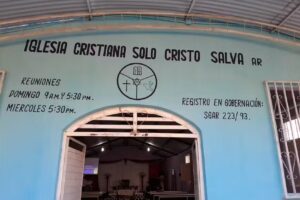 IGLESIA CRISTIANA SOLO CRISTO SALVA AR
REUNIONES
DOMINGO 9 A.M. Y 5:30 PM.
MIERCOLES 5:30 PM.
REGISTRO EN GOBERNACIÓN:
SGAR 223/93.